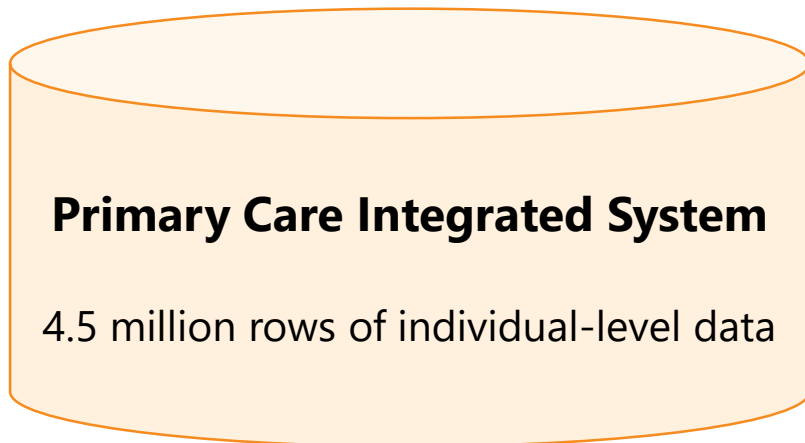 Primary Care Integrated System
4.5 million rows of individual-level data